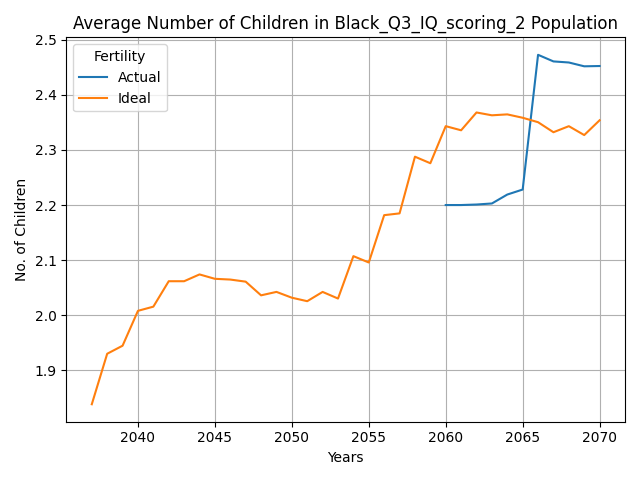 Average Number of Children in Black_Q3_IQ_scoring_2 Population
Fertility
Actual
Ideal
No. of Children
2.5
2.4
2.3
2.2
2.1
2.0
1.9
2040 2045 2050 2055 2060 2065 2070
Years